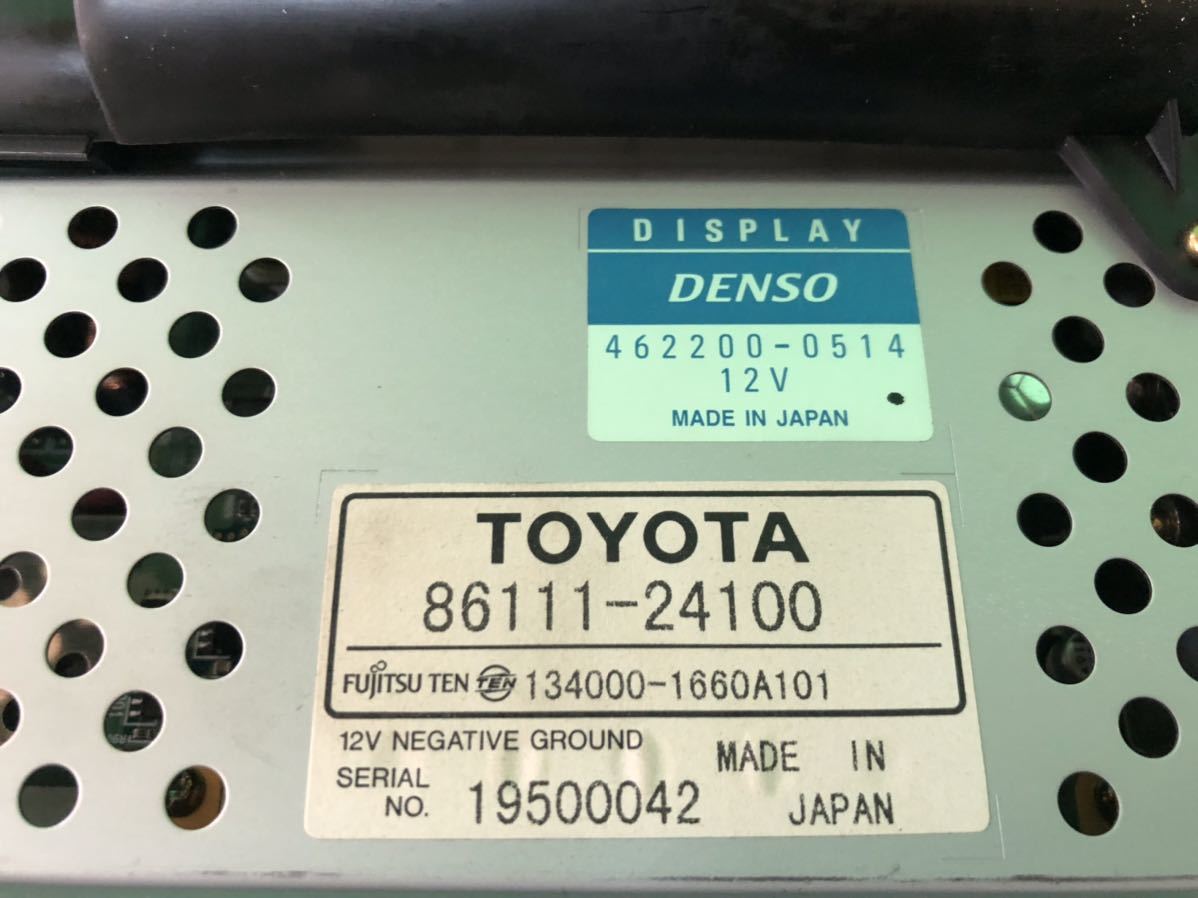 DISPLAY
DENSO
462200-0514
12V
MADE IN JAPAN
TOYOTA
86111-24100
FUJITSU TEN TEN 134000-1660A101
12V NEGATIVE GROUND
SERIAL
NO. 19500042
MADE IN
JAPAN